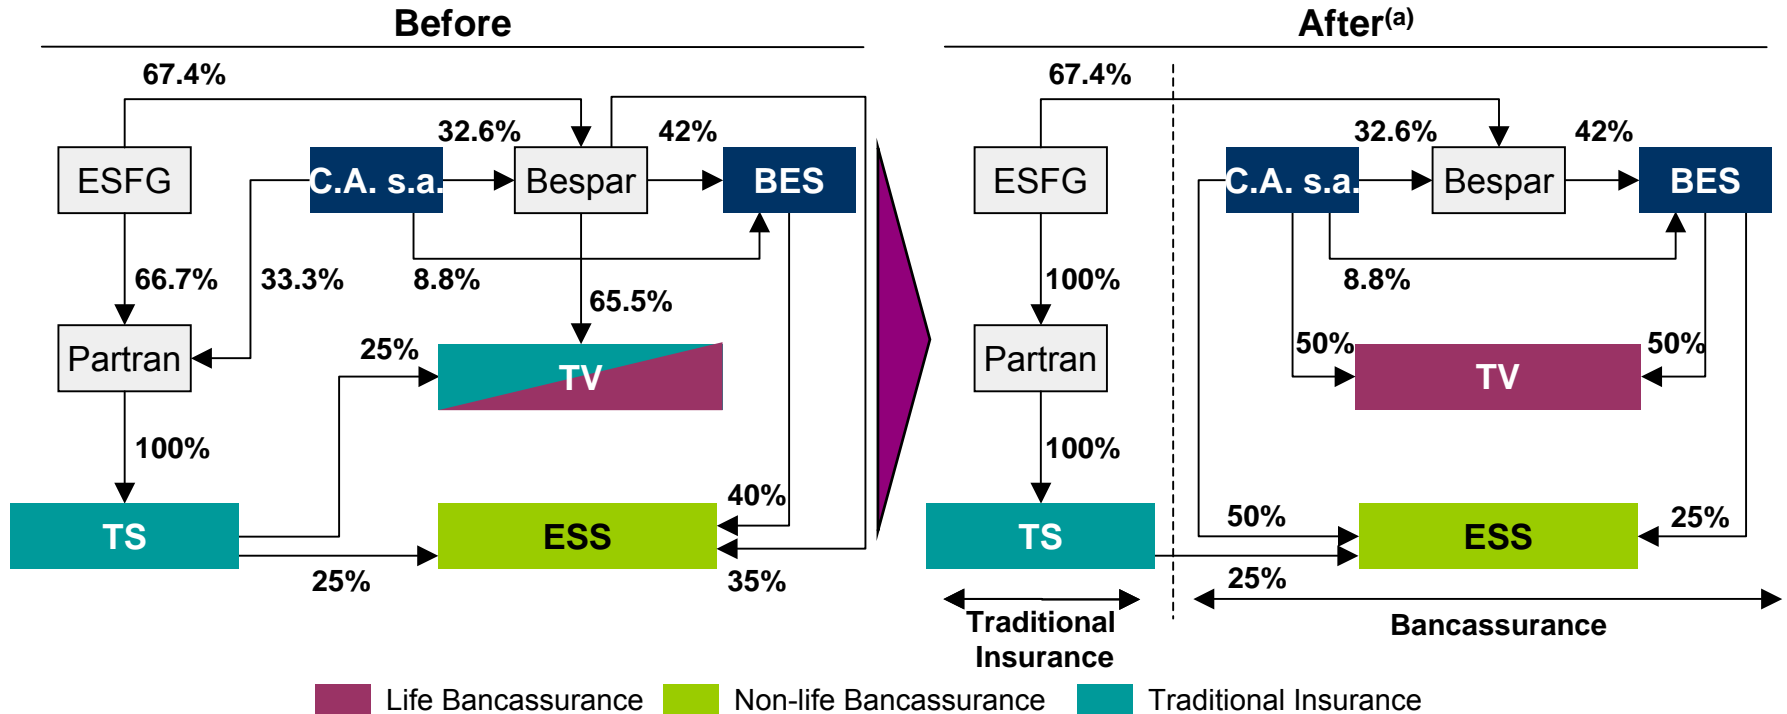 Before
67.4%
32.6%
42%
ESFG
C.A. s.a.
Bespar
BES
66.7%
33.3%
8.8%
65.5%
Partran
25%
TV
100%
40%
TS
ESS
25%
35%
After(a)
67.4%
32.6%
42%
ESFG
C.A. s.a.
Bespar
BES
100%
8.8%
Partran
50%
50%
TV
100%
50%
25%
TS
ESS
25%
Traditional
Insurance
Bancassurance
Life Bancassurance
Non-life Bancassurance
Traditional Insurance